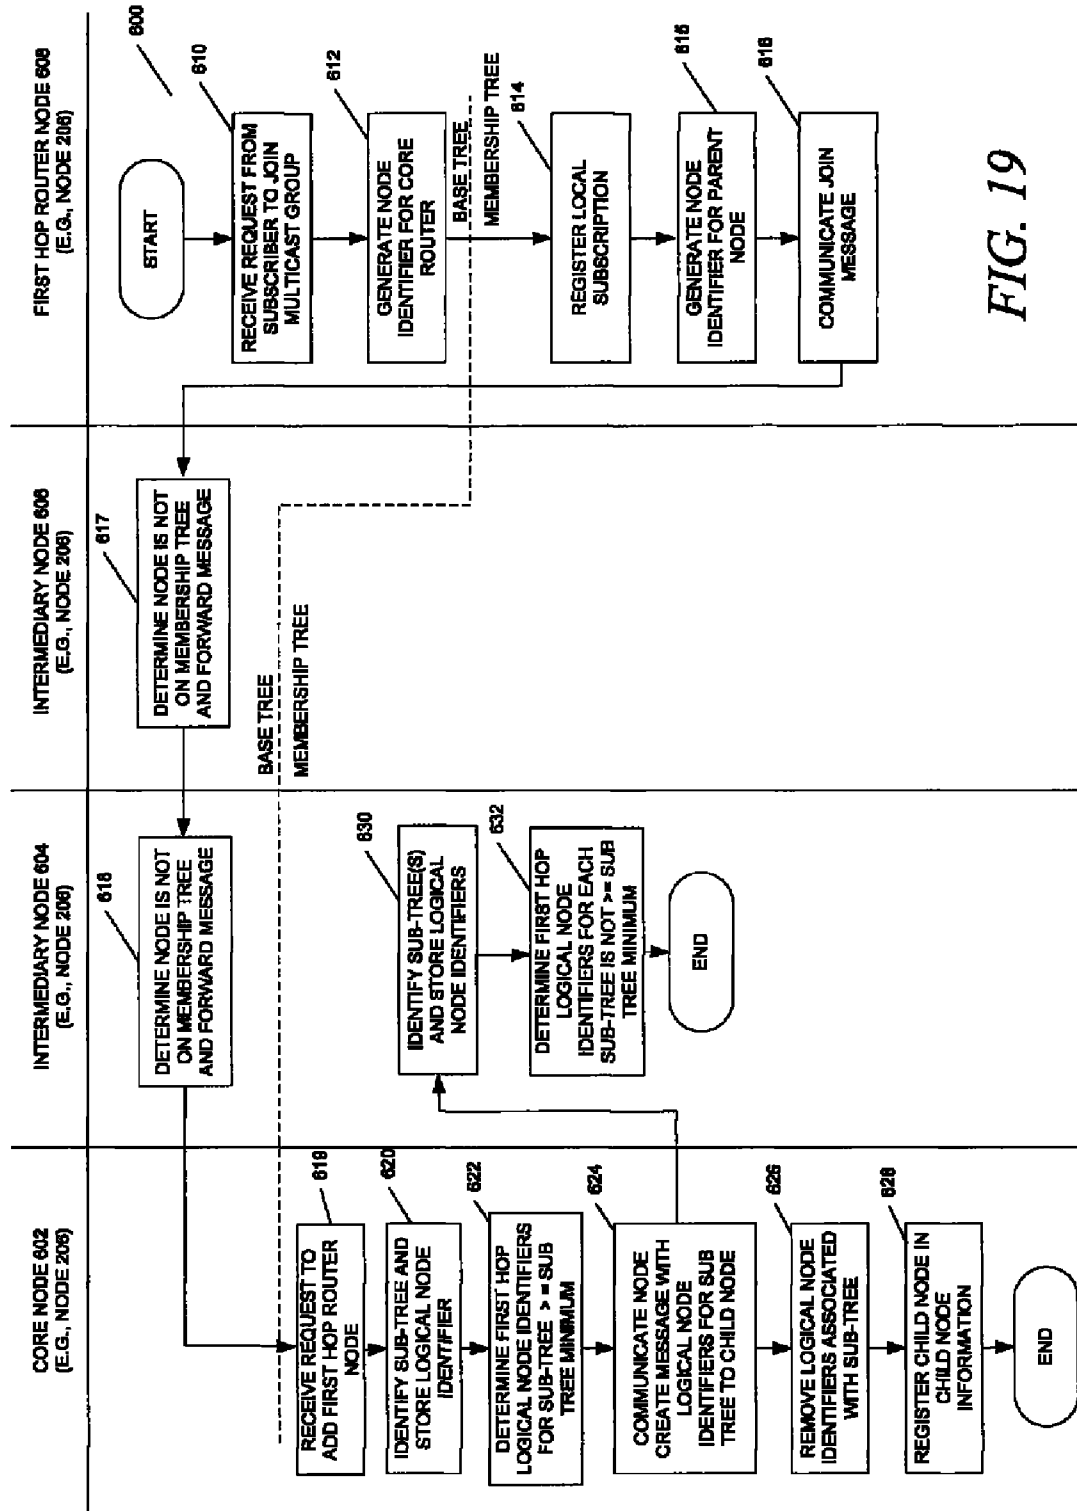 CORE NODE 602
(E.G., NODE 206)
INTERMEDIARY NODE 604
(E.G., NODE 206)
INTERMEDIARY NODE 606
(E.G., NODE 206)
FIRST HOP ROUTER NODE 608
(E.G., NODE 206)
600
START
610
RECEIVE REQUEST FROM
SUBSCRIBER TO JOIN
MULTICAST GROUP
612
GENERATE NODE
IDENTIFIER FOR CORE
ROUTER
BASE TREE
MEMBERSHIP TREE
614
REGISTER LOCAL
SUBSCRIPTION
615
GENERATE NODE
IDENTIFIER FOR PARENT
NODE
616
COMMUNICATE JOIN
MESSAGE
617
DETERMINE NODE IS NOT
ON MEMBERSHIP TREE
AND FORWARD MESSAGE
BASE TREE
MEMBERSHIP TREE
618
DETERMINE NODE IS NOT
ON MEMBERSHIP TREE
AND FORWARD MESSAGE
619
RECEIVE REQUEST TO
ADD FIRST HOP ROUTER
NODE
620
IDENTIFY SUB-TREE AND
STORE LOGICAL NODE
IDENTIFIER
622
DETERMINE FIRST HOP
LOGICAL NODE IDENTIFIERS
FOR SUB-TREE > = SUB
TREE MINIMUM
624
COMMUNICATE NODE
CREATE MESSAGE WITH
LOGICAL NODE
IDENTIFIERS FOR SUB
TREE TO CHILD NODE
626
REMOVE LOGICAL NODE
IDENTIFIERS ASSOCIATED
WITH SUB-TREE
628
REGISTER CHILD NODE IN
CHILD NODE
INFORMATION
END
630
IDENTIFY SUB-TREE(S)
AND STORE LOGICAL
NODE IDENTIFIERS
632
DETERMINE FIRST HOP
LOGICAL NODE
IDENTIFIERS FOR EACH
SUB-TREE IS NOT >= SUB
TREE MINIMUM
END
FIG. 19